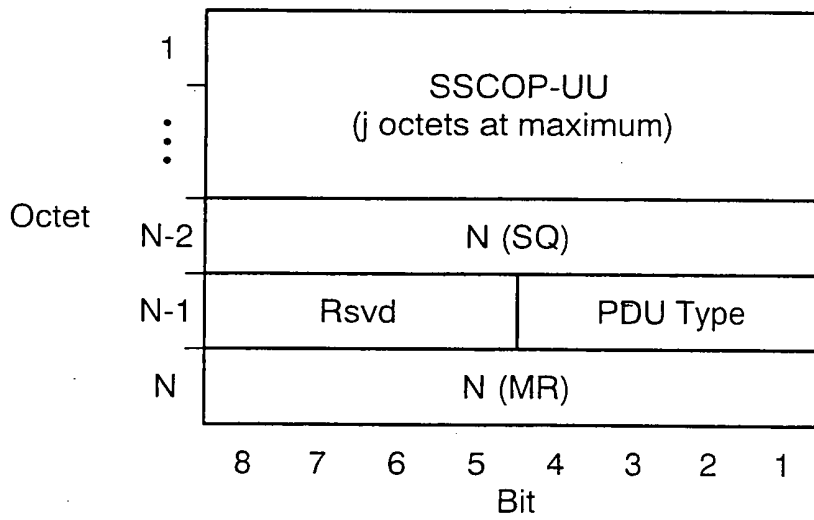 1
SSCOP-UU
(j octets at maximum)
Octet
N-2 N (SQ)
N-1 Rsvd PDU Type
N N (MR)
8 7 6 5 4 3 2 1
Bit